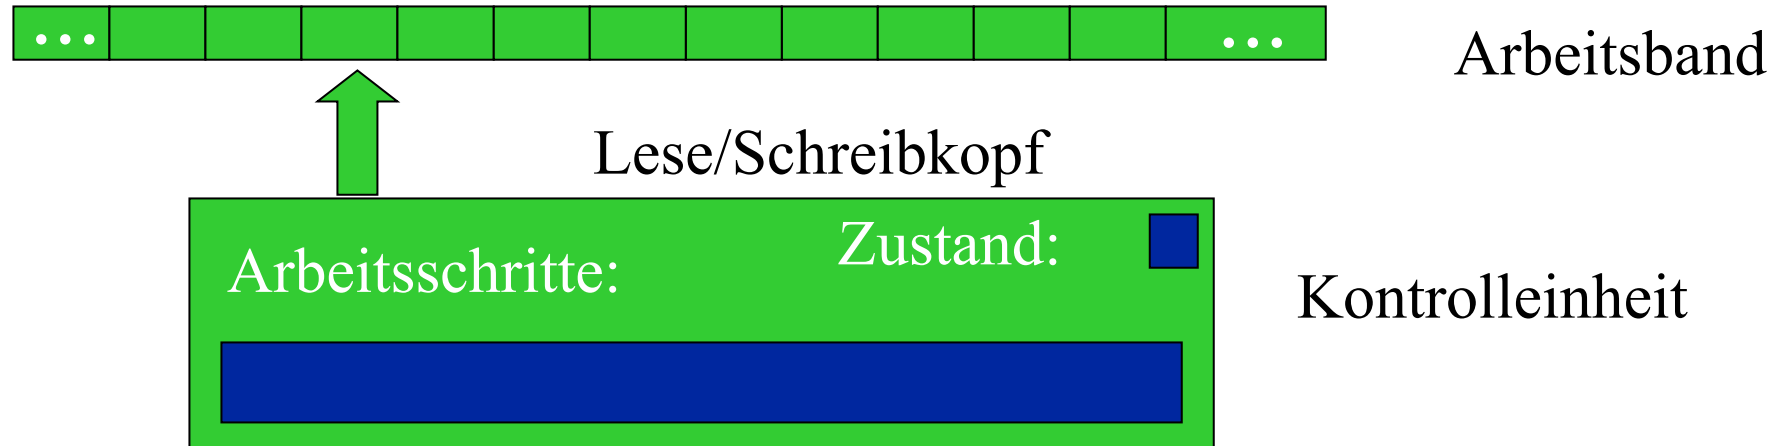 ... ...
Arbeitsband
Lese/Schreibkopf
Zustand:
Arbeitsschritte:
Kontrolleinheit